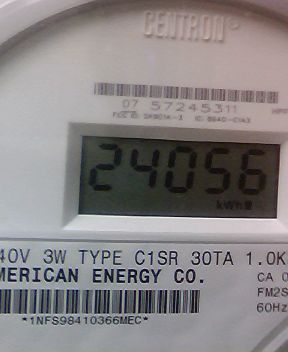 CENTRON®
07 57245311
24056
kWh
40V 3W TYPE C1SR 30TA 1.0K
MERICAN ENERGY CO.
CA 0
FM2S
60Hz
*1NFS98410366MEC*